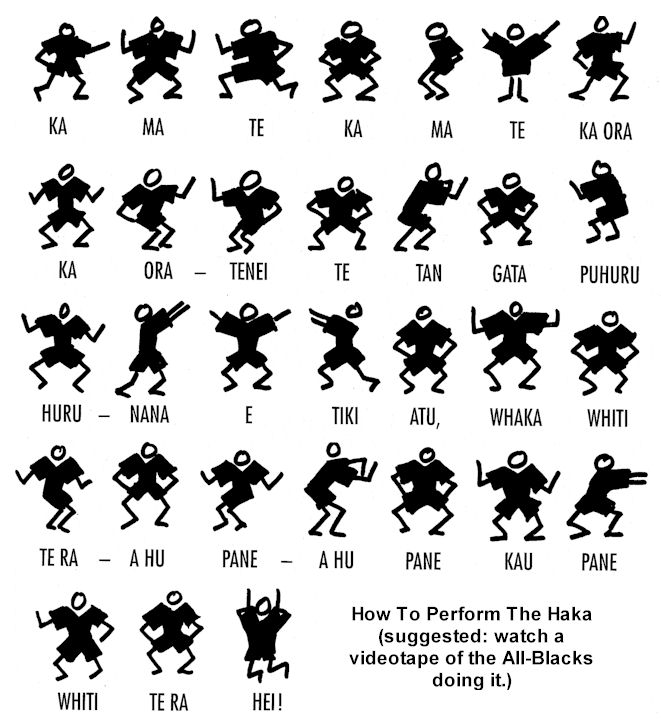 KA MA TE KA MA TE KA ORA
KA ORA – TENEI TE TAN GATA PUHURU
HURU – NANA E TIKI ATU, WHAKA WHITI
TE RA – A HU PANE – A HU PANE KAU PANE
WHITI TE RA HEI!
How To Perform The Haka
(suggested: watch a
videotape of the All-Blacks
doing it.)